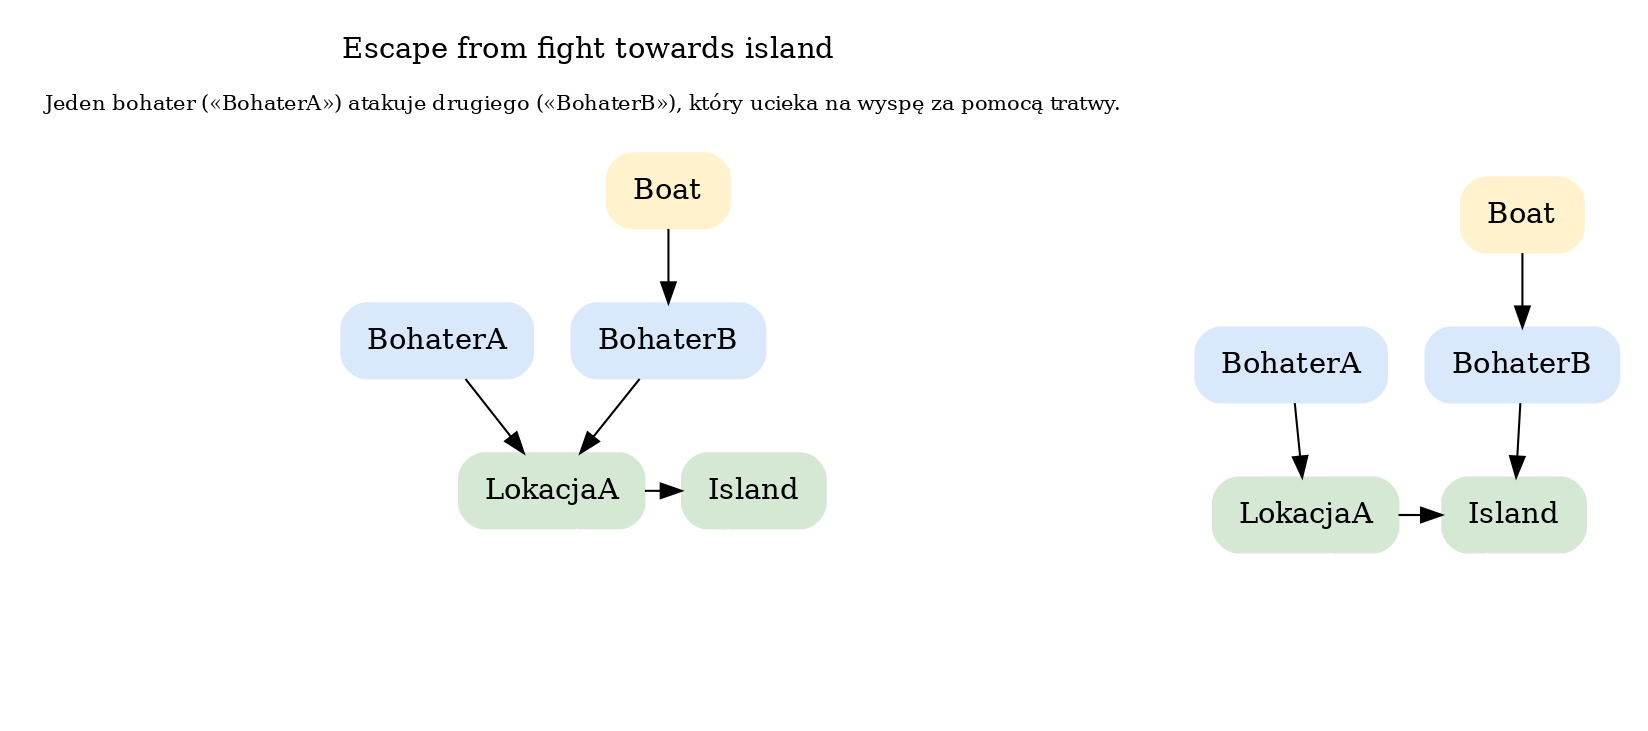 Escape from fight towards island
Jeden bohater («BohaterA») atakuje drugiego («BohaterB»), który ucieka na wyspę za pomocą tratwy.
Boat
BohaterA
BohaterB
LokacjaA
Island
Boat
BohaterA
BohaterB
LokacjaA
Island